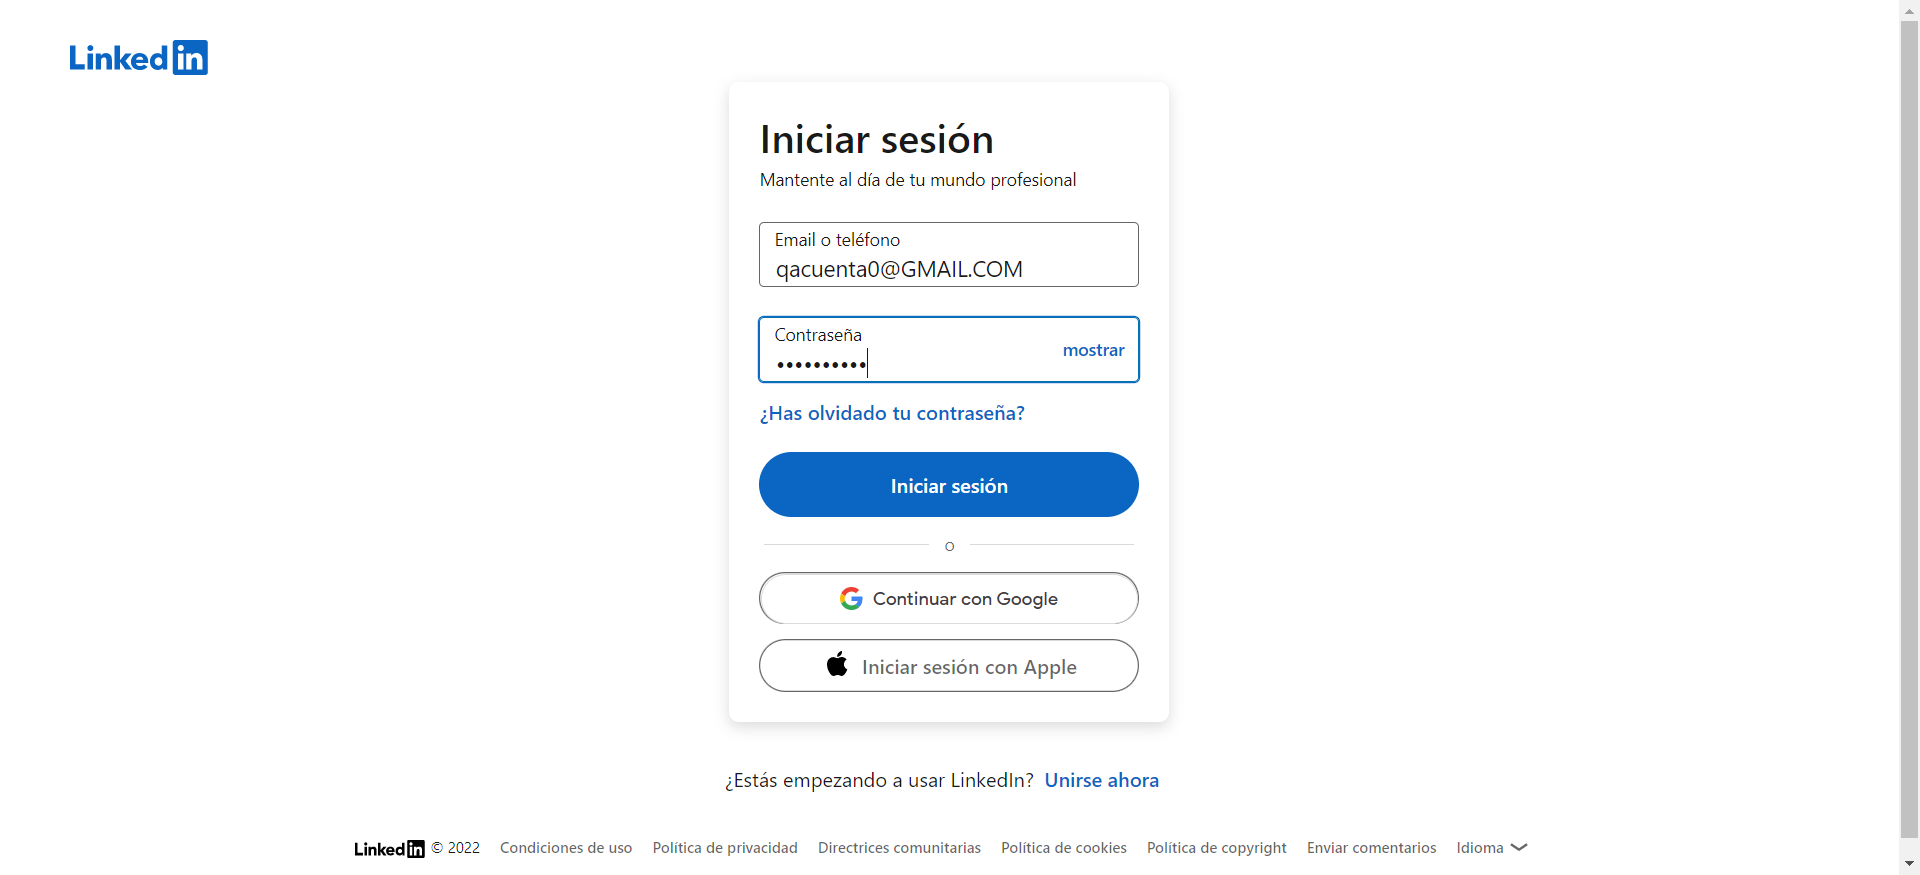 LinkedIn
Iniciar sesión
Mantente al día de tu mundo profesional
Email o teléfono
qacuenta0@GMAIL.COM
Contraseña
mostrar
••••••••••
¿Has olvidado tu contraseña?
Iniciar sesión
o
Continuar con Google
Iniciar sesión con Apple
¿Estás empezando a usar LinkedIn? Unirse ahora
LinkedIn © 2022 Condiciones de uso Política de privacidad Directrices comunitarias Política de cookies Política de copyright Enviar comentarios Idioma